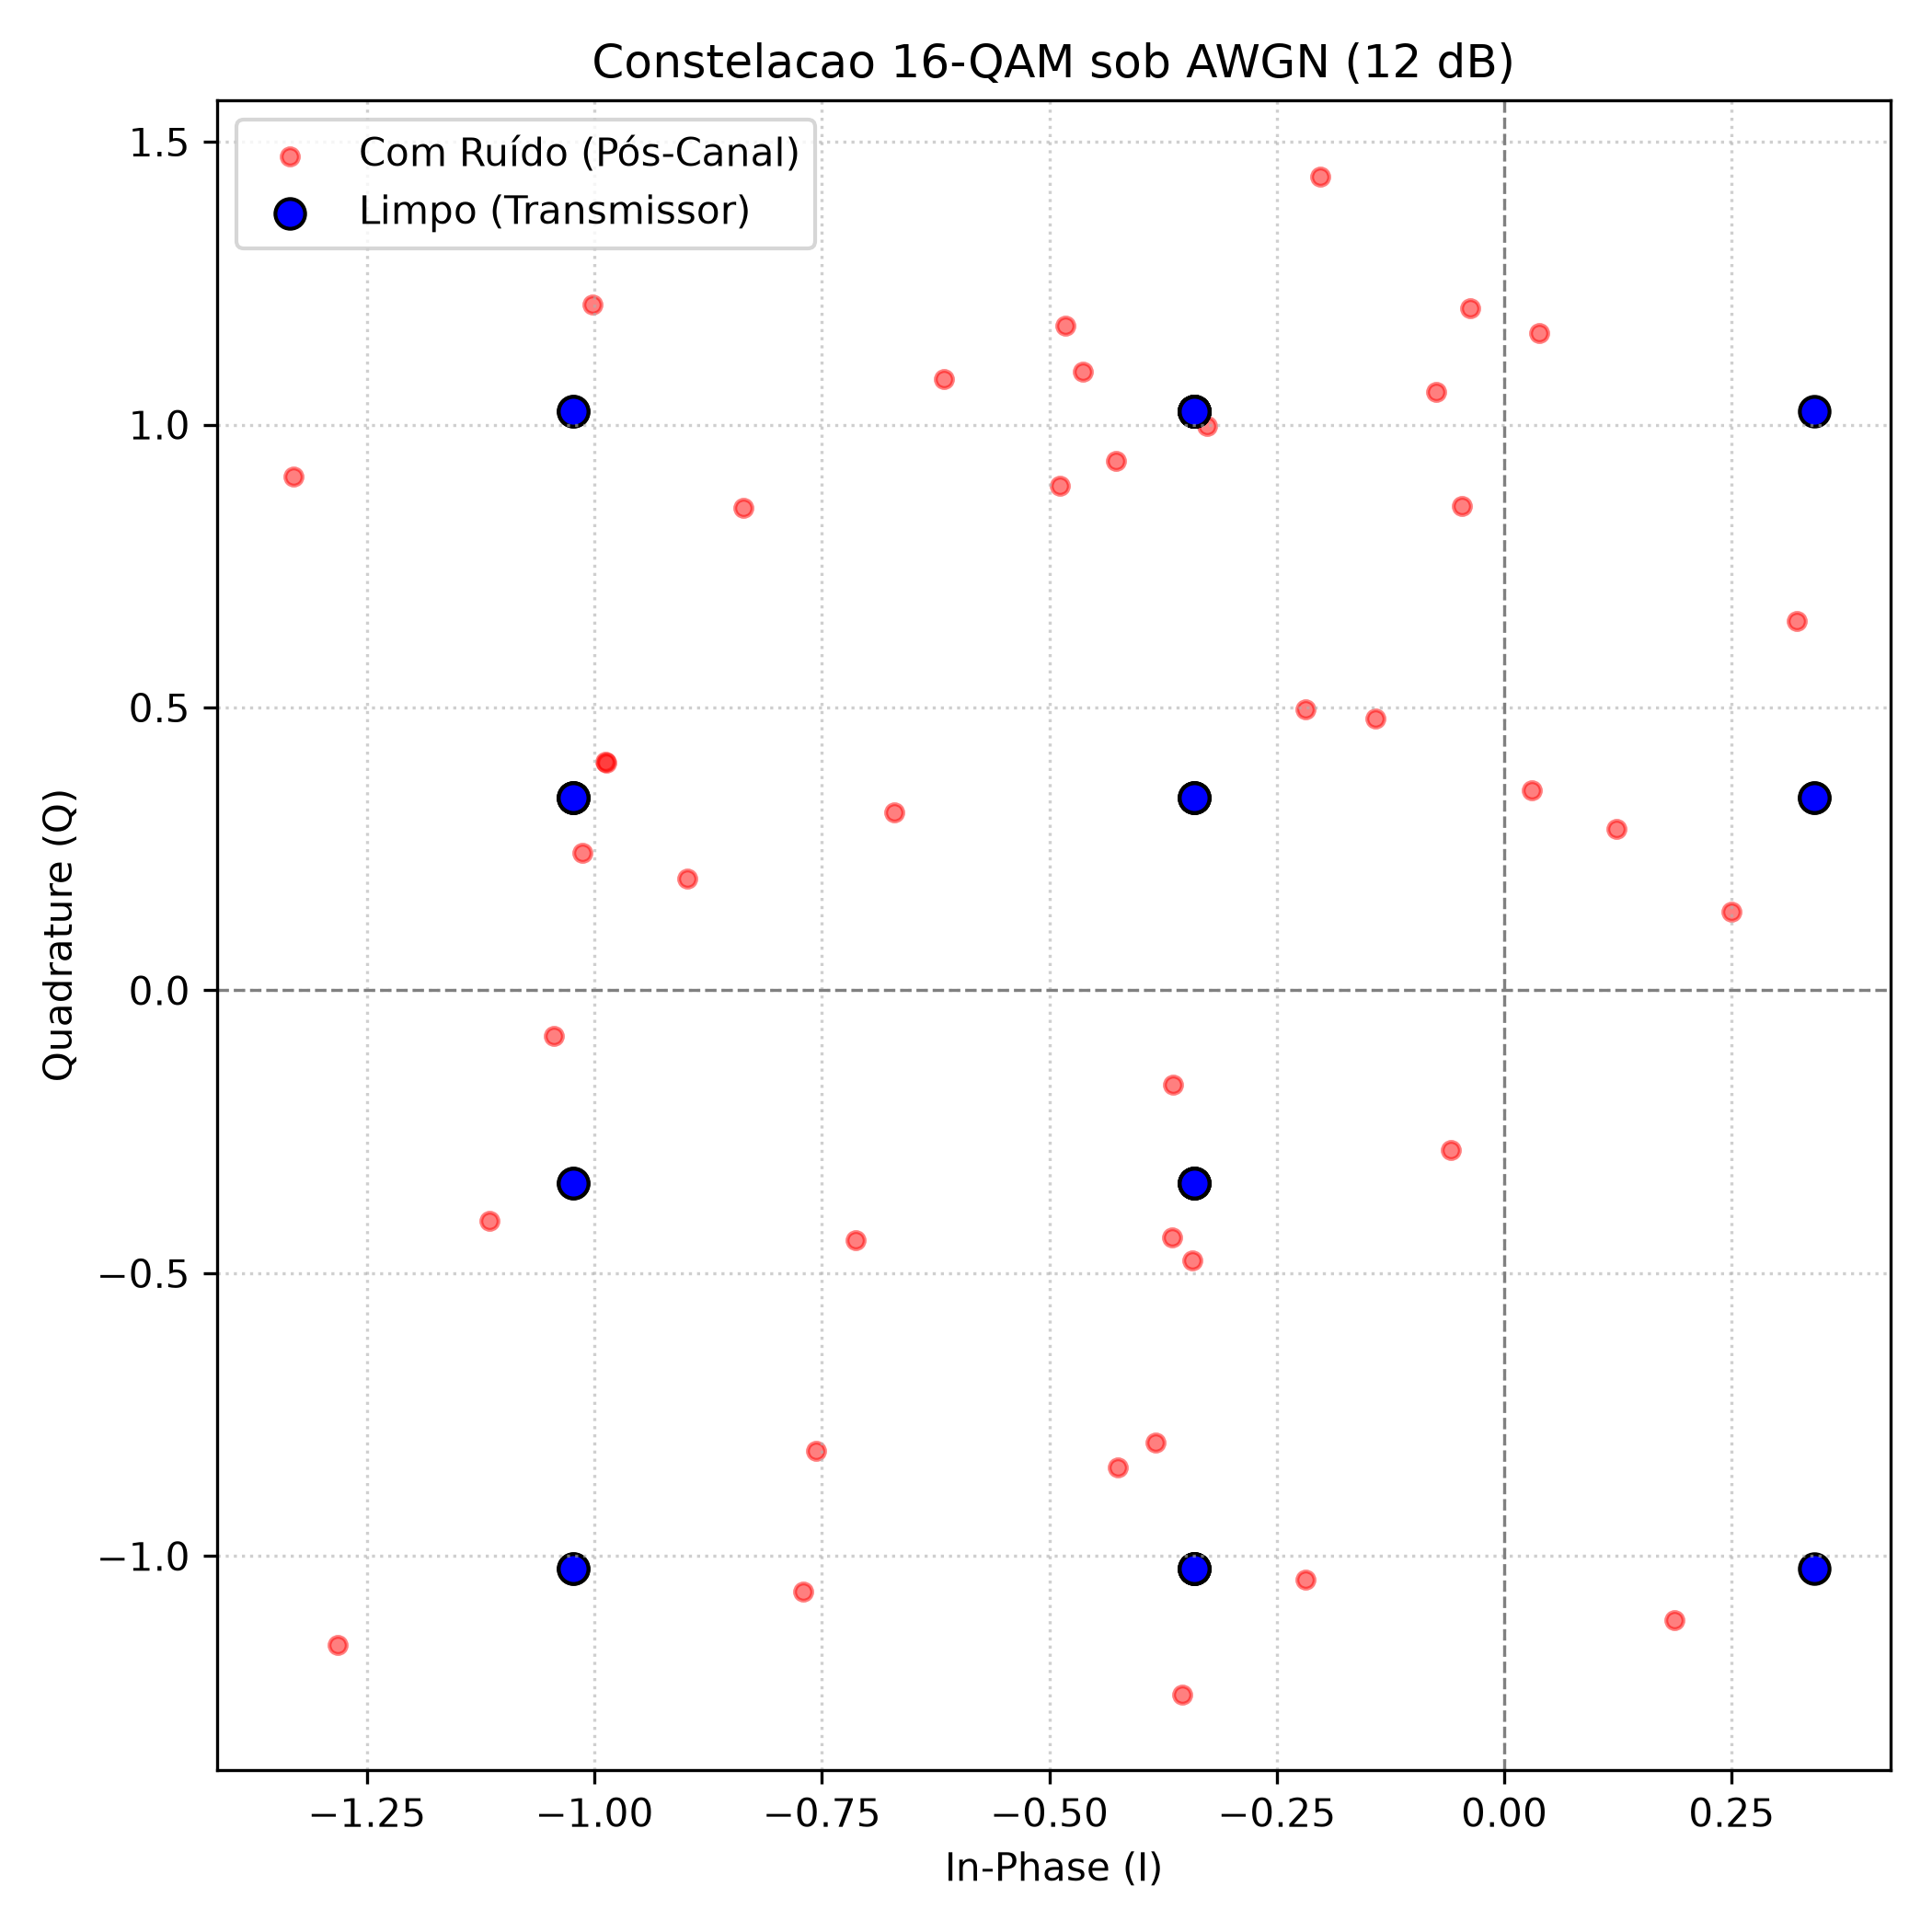 Constelacao 16-QAM sob AWGN (12 dB)
Com Ruído (Pós-Canal)
Limpo (Transmissor)
1.5
1.0
0.5
0.0
−0.5
−1.0
Quadrature (Q)
−1.25
−1.00
−0.75
−0.50
−0.25
0.00
0.25
In-Phase (I)